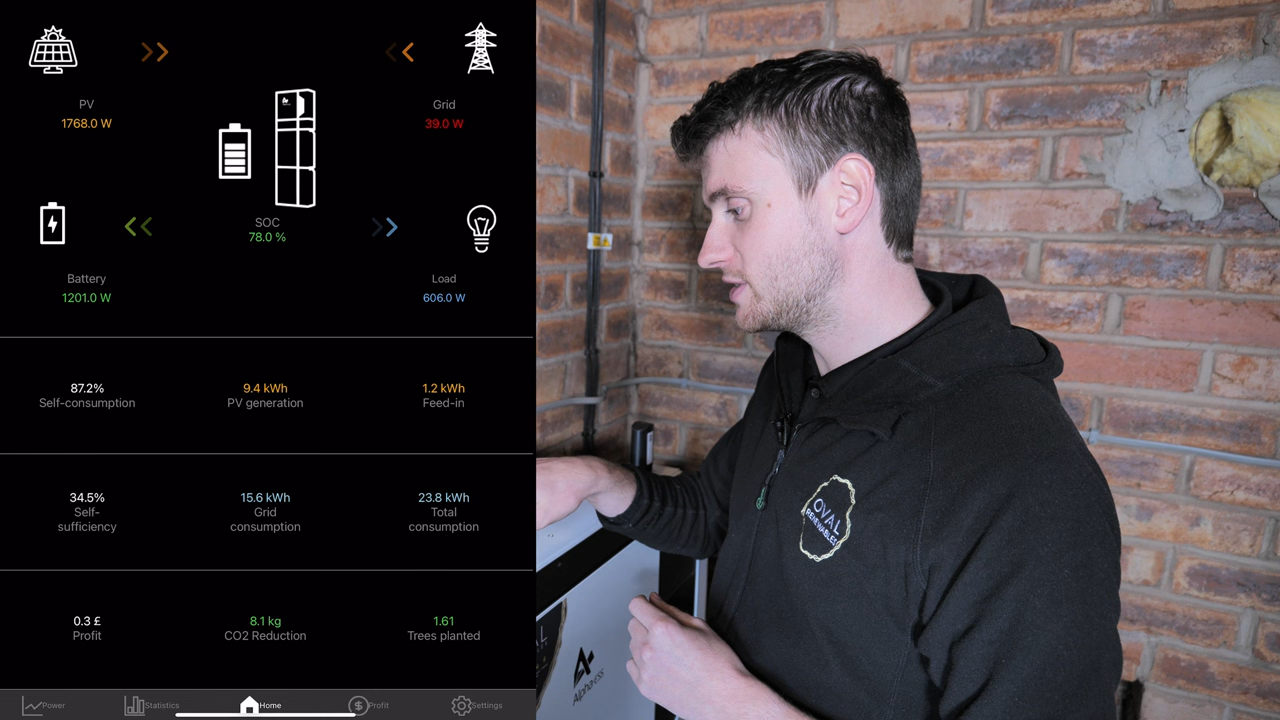 PV
1768.0 W
Grid
39.0 W
SOC
78.0 %
Battery
1201.0 W
Load
606.0 W
87.2%
Self-consumption
9.4 kWh
PV generation
1.2 kWh
Feed-in
34.5%
Self-
sufficiency
15.6 kWh
Grid
consumption
23.8 kWh
Total
consumption
0.3 £
Profit
8.1 kg
CO2 Reduction
1.61
Trees planted
Power
Statistics
Home
Profit
Settings
OVAL
RENEWABLES
AlphaESS